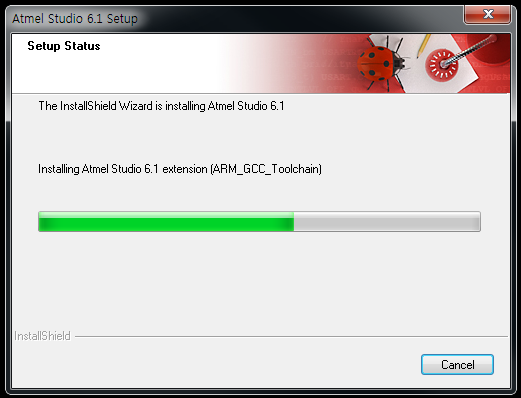 Atmel Studio 6.1 Setup
Setup Status
The InstallShield Wizard is installing Atmel Studio 6.1
Installing Atmel Studio 6.1 extension (ARM_GCC_Toolchain)
InstallShield
Cancel